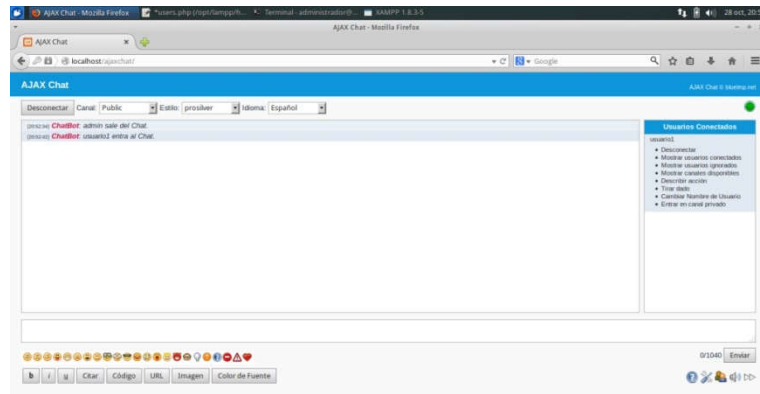 AJAX Chat - Mozilla Firefox
*users.php (/opt/lampp/h...
Terminal - administrador@...
XAMPP 1.8.3-5
28 oct, 20:5
AJAX Chat - Mozilla Firefox
AJAX Chat
localhost/ajaxchat/
Google
AJAX Chat
AJAX Chat © blueimp.net
Desconectar Canal: Public Estilo: prosilver Idioma: Español
ChatBot: admin sale del Chat.
ChatBot: usuario1 entra al Chat.
Usuarios Conectados
usuario1
Desconectar
Mostrar usuarios conectados
Mostrar usuarios ignorados
Mostrar canales disponibles
Describir acción
Tirar dado
Cambiar Nombre de Usuario
Entrar en canal privado
0/1040 Enviar
b i u Citar Código URL Imagen Color de Fuente